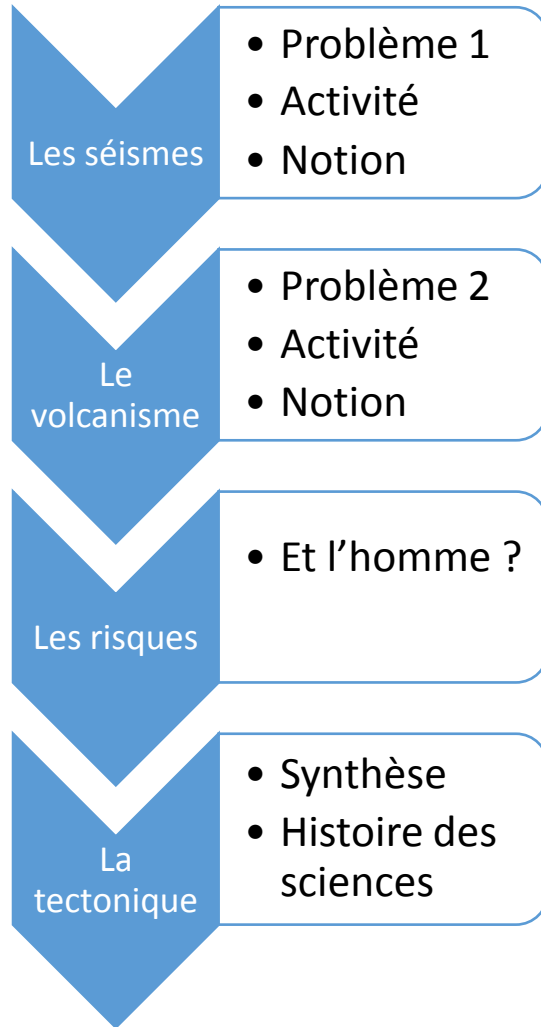 Les séismes
• Problème 1
• Activité
• Notion
Le
volcanisme
• Problème 2
• Activité
• Notion
Les risques
• Et l’homme ?
La
tectonique
• Synthèse
• Histoire des
sciences